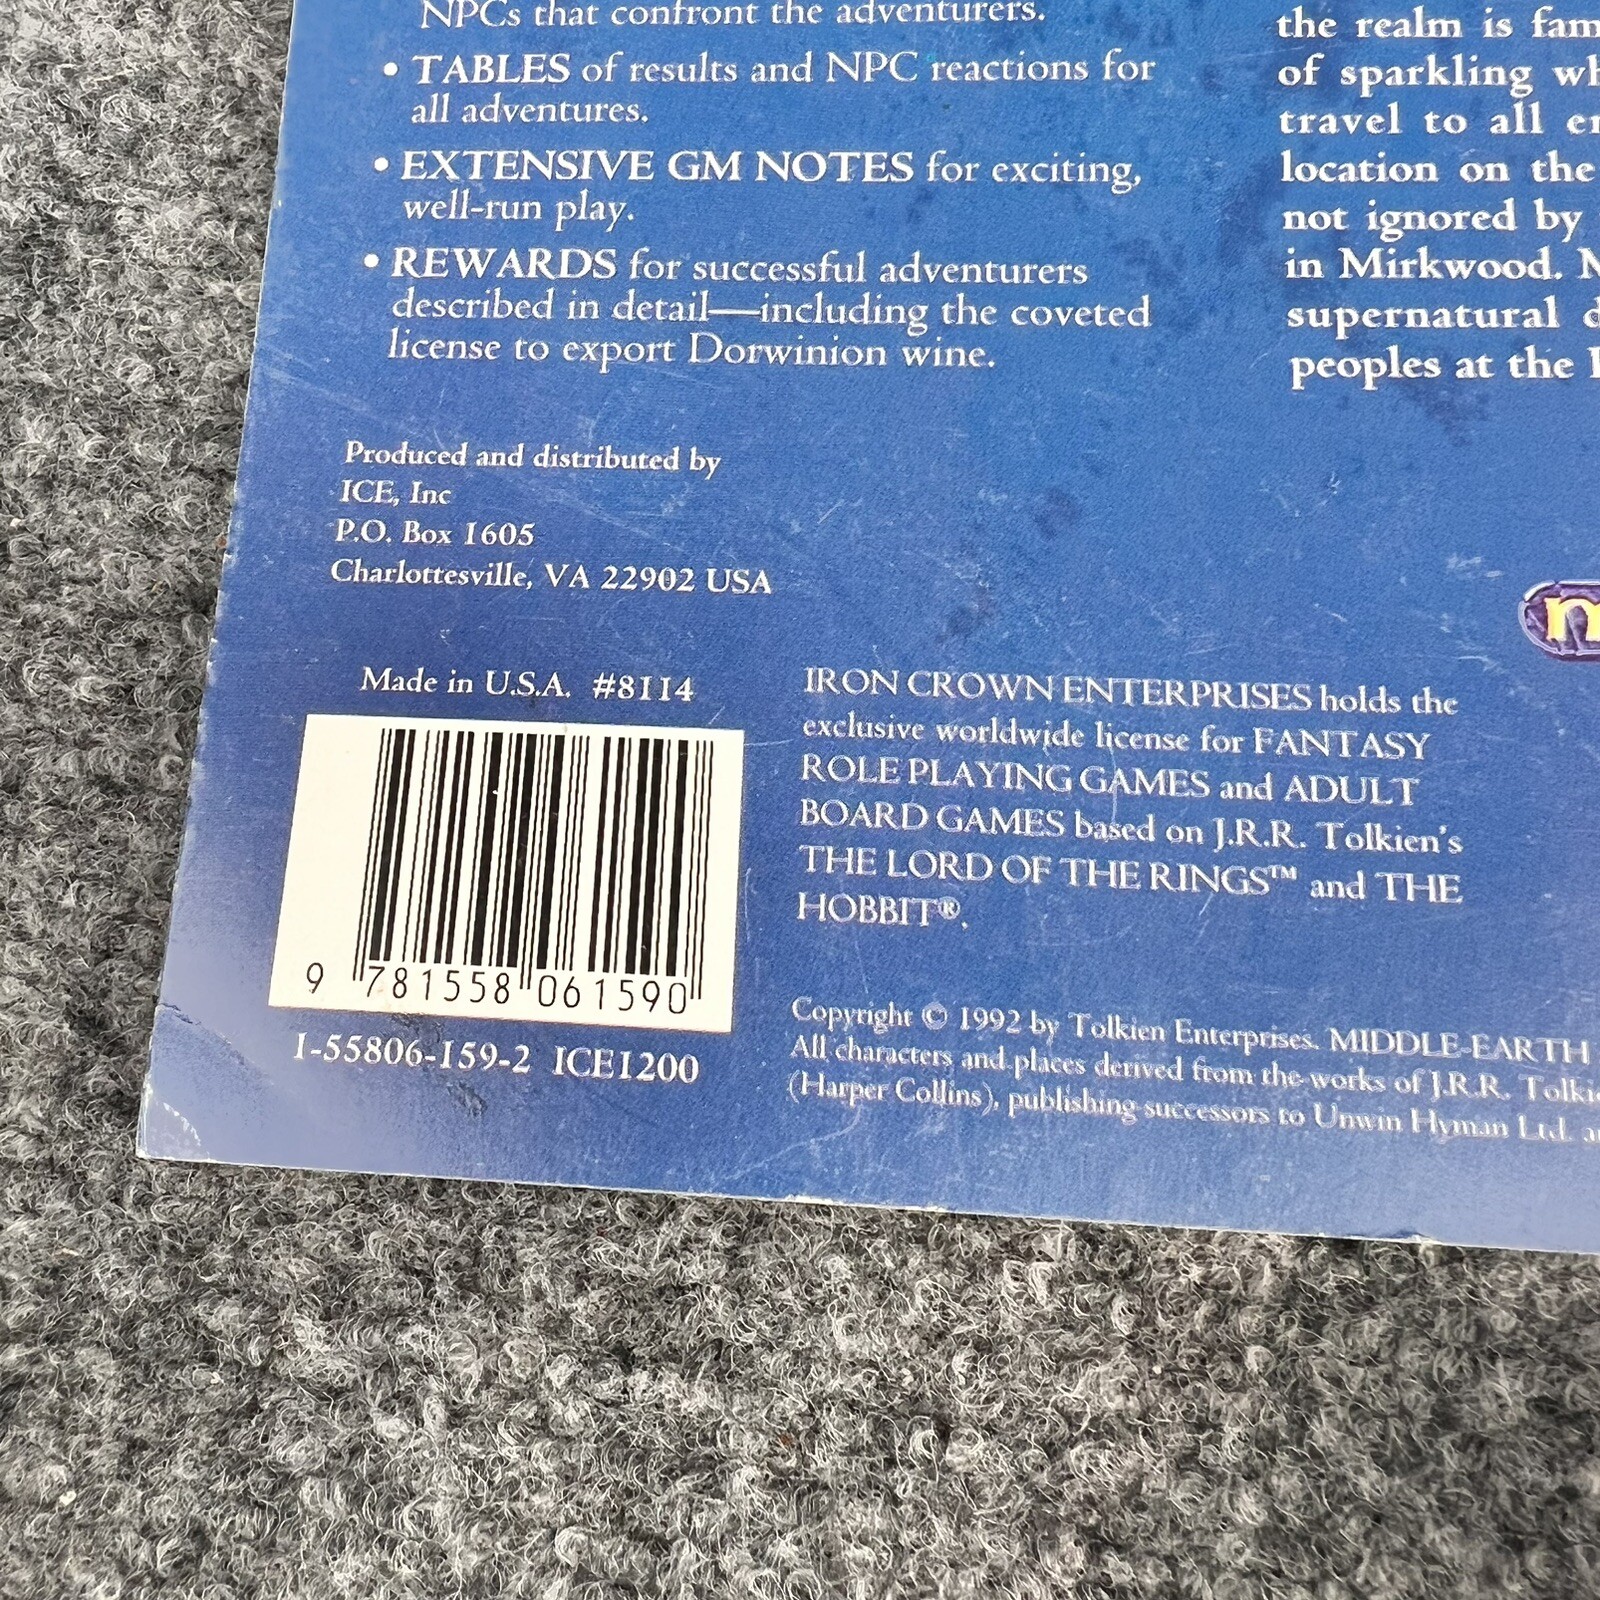 NPCs that confront the adventurers.
• TABLES of results and NPC reactions for
all adventures.
• EXTENSIVE GM NOTES for exciting,
well-run play.
• REWARDS for successful adventurers
described in detail—including the coveted
license to export Dorwinion wine.
the realm is fam
of sparkling wh
travel to all en
location on the
not ignored by
in Mirkwood. N
supernatural d
peoples at the
Produced and distributed by
ICE, Inc
P.O. Box 1605
Charlottesville, VA 22902 USA
Made in U.S.A. #8114
9 781558 061590
1-55806-159-2 ICE1200
m
IRON CROWN ENTERPRISES holds the
exclusive worldwide license for FANTASY
ROLE PLAYING GAMES and ADULT
BOARD GAMES based on J.R.R. Tolkien's
THE LORD OF THE RINGS™ and THE
HOBBIT®.
Copyright © 1992 by Tolkien Enterprises. MIDDLE-EARTH
All characters and places derived from the works of J.R.R. Tolki
(Harper Collins), publishing successors to Unwin Hyman Ltd. a